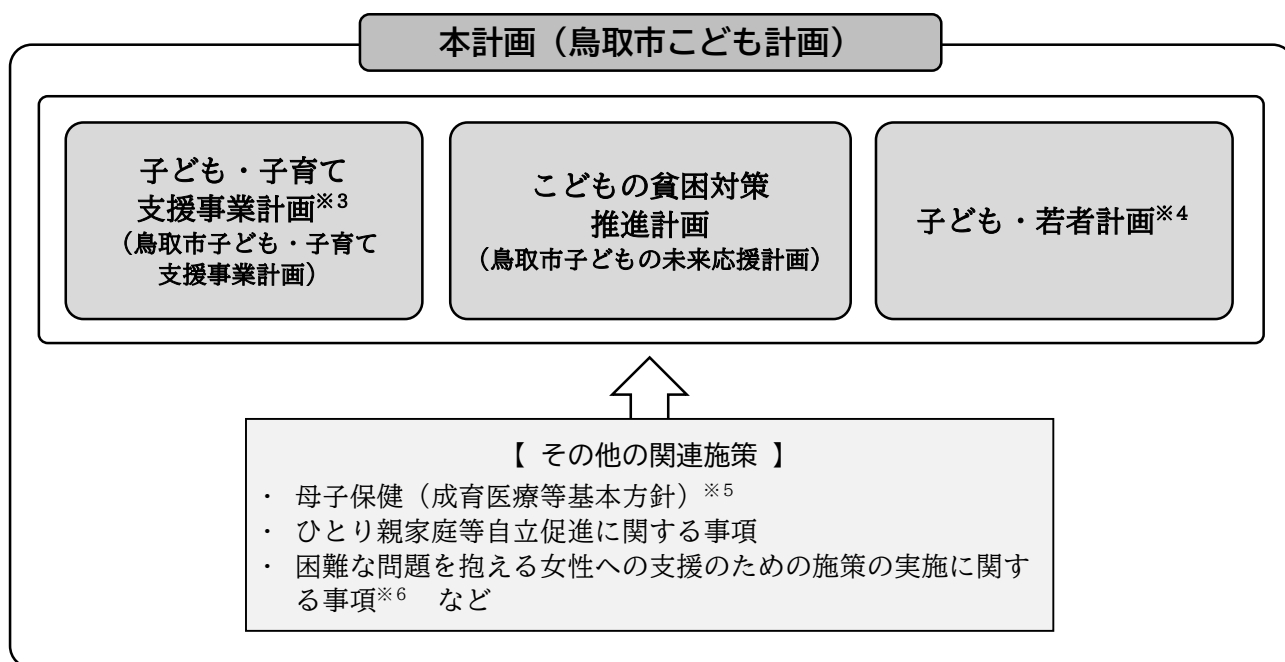 本計画（鳥取市こども計画）
子ども・子育て
支援事業計画※3
（鳥取市子ども・子育て
支援事業計画）
こどもの貧困対策
推進計画
（鳥取市子どもの未来応援計画）
子ども・若者計画※4
【 その他の関連施策 】
・ 母子保健（成育医療等基本方針）※5
・ ひとり親家庭等自立促進に関する事項
・ 困難な問題を抱える女性への支援のための施策の実施に関す
る事項※6　など